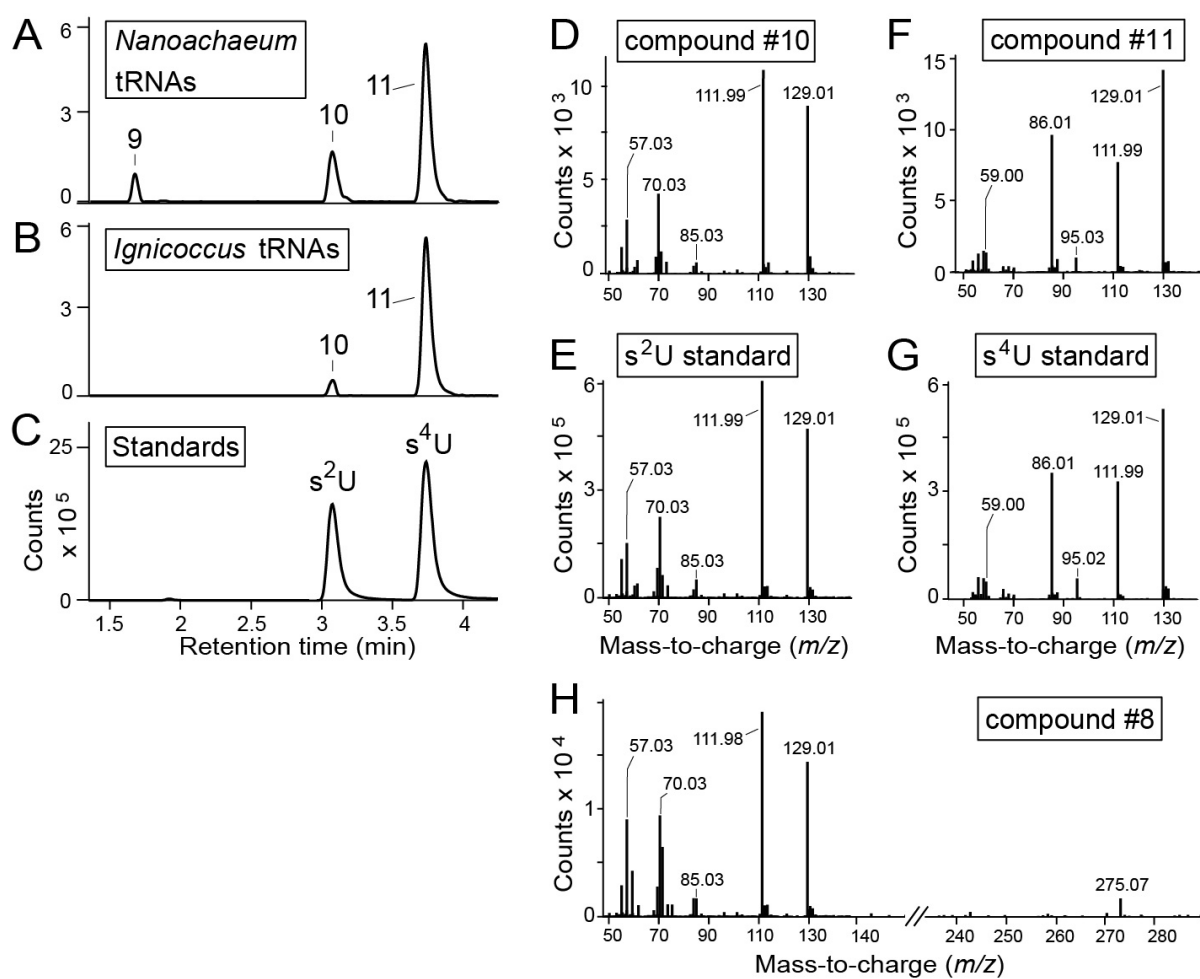 A
Nanoachaeum
tRNAs
6
3
0
9
10
11
B
Ignicoccus tRNAs
6
3
0
10
11
C
Standards
25
0
Counts
x 10 5
s2U
s4U
1.5 2 2.5 3 3.5 4
Retention time (min)
D
compound #10
Counts x 10 3
10
5
0
57.03
70.03
85.03
111.99
129.01
50 70 90 110 130
E
s2U standard
Counts x 10 5
6
3
0
57.03
70.03
85.03
111.99
129.01
50 70 90 110 130
Mass-to-charge (m/z)
F
compound #11
Counts x 10 3
15
10
5
0
59.00
86.01
95.03
111.99
129.01
50 70 90 110 130
G
s4U standard
Counts x 10 5
6
3
0
59.00
86.01
95.02
111.99
129.01
50 70 90 110 130
Mass-to-charge (m/z)
H
compound #8
Counts x 10 4
1
0
57.03
70.03
85.03
111.98
129.01
275.07
50 70 90 110 130 140 240 250 260 270 280
Mass-to-charge (m/z)